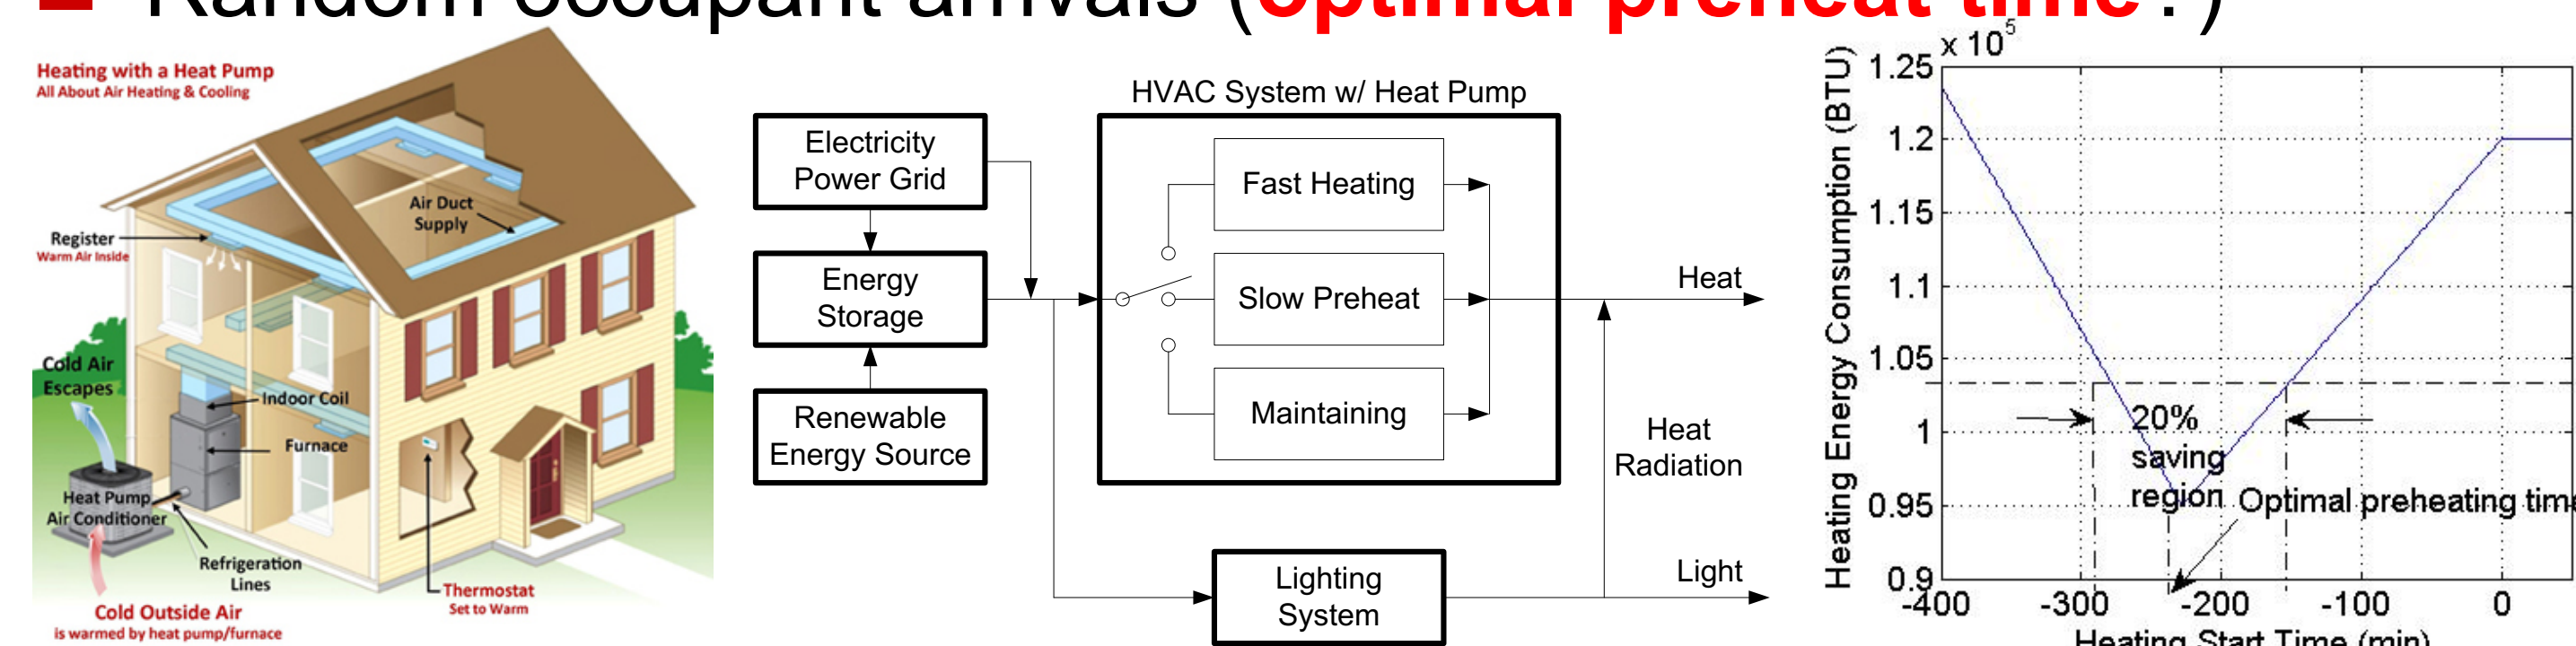 Random occupant arrivals (optimal preheat time?)
Heating with a Heat Pump
All About Air Heating & Cooling
Register
Warm Air Inside
Air Duct
Supply
Cold Air
Escapes
Indoor Coil
Furnace
Heat Pump
Air Conditioner
Refrigeration
Lines
Thermostat
Set to Warm
Cold Outside Air
is warmed by heat pump/furnace
Electricity
Power Grid
Energy
Storage
Renewable
Energy Source
HVAC System w/ Heat Pump
Fast Heating
Slow Preheat
Maintaining
Heat
Heat
Radiation
Lighting
System
Light
x 10^5
Heating Energy Consumption (BTU)
1.25
1.2
1.15
1.1
1.05
1
0.95
0.9
20%
saving
region
Optimal preheating time
-400
-300
-200
-100
0
Heating Start Time (min)